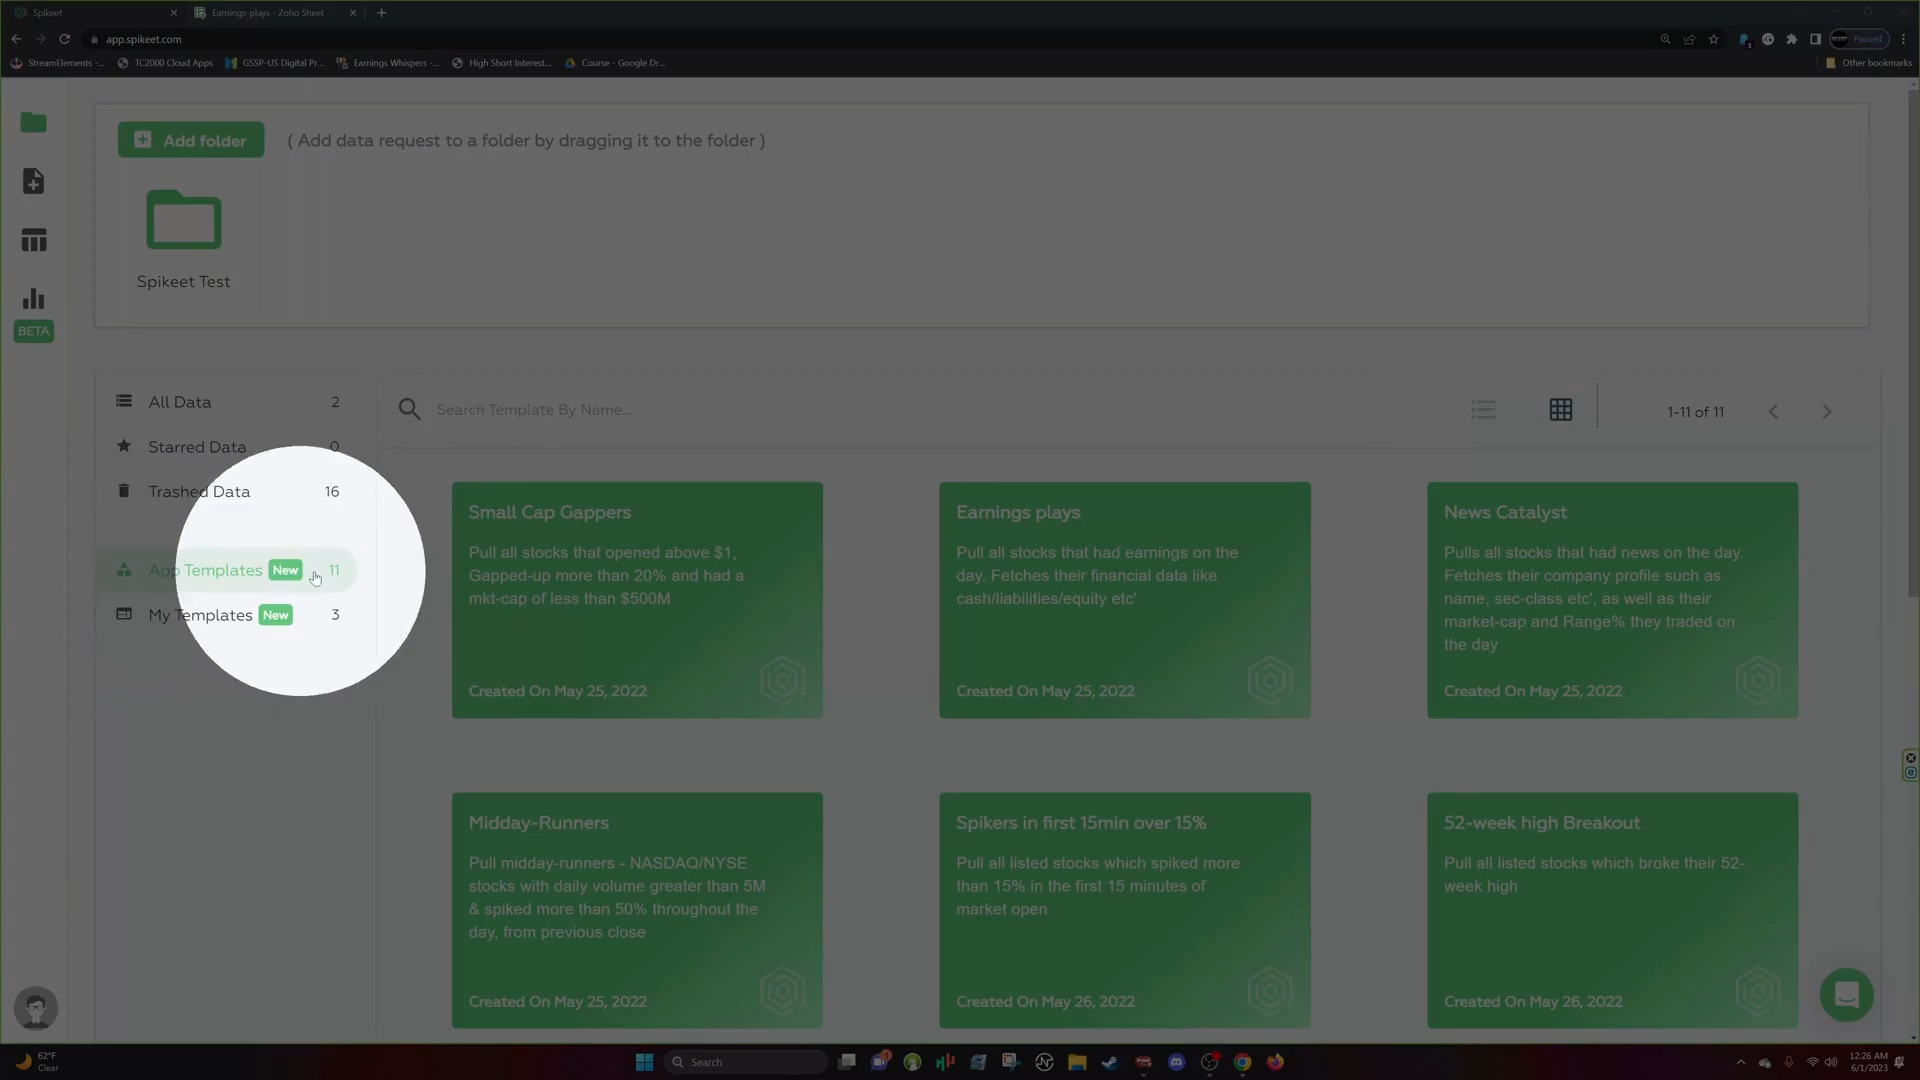 Spikeet
Earnings-plays - Zoho Sheet
app.spikeet.com
Paused
StreamElements -...
TC2000 Cloud Apps
GSSP-US Digital Pr...
Earnings Whispers -...
High Short Interest...
Course - Google Dr...
Other bookmarks
Add folder
( Add data request to a folder by dragging it to the folder )
Spikeet Test
BETA
All Data 2
Starred Data 0
Trashed Data 16
App Templates New 11
My Templates New 3
Search Template By Name...
1-11 of 11
Small Cap Gappers
Pull all stocks that opened above $1,
Gapped-up more than 20% and had a
mkt-cap of less than $500M
Created On May 25, 2022
Earnings plays
Pull all stocks that had earnings on the
day. Fetches their financial data like
cash/liabilities/equity etc'
Created On May 25, 2022
News Catalyst
Pulls all stocks that had news on the day.
Fetches their company profile such as
name, sec-class etc', as well as their
market-cap and Range% they traded on
the day
Created On May 25, 2022
Midday-Runners
Pull midday-runners - NASDAQ/NYSE
stocks with daily volume greater than 5M
& spiked more than 50% throughout the
day, from previous close
Created On May 25, 2022
Spikers in first 15min over 15%
Pull all listed stocks which spiked more
than 15% in the first 15 minutes of
market open
Created On May 26, 2022
52-week high Breakout
Pull all listed stocks which broke their 52-
week high
Created On May 26, 2022
62°F
Clear
Search
12:26 AM
6/1/2023